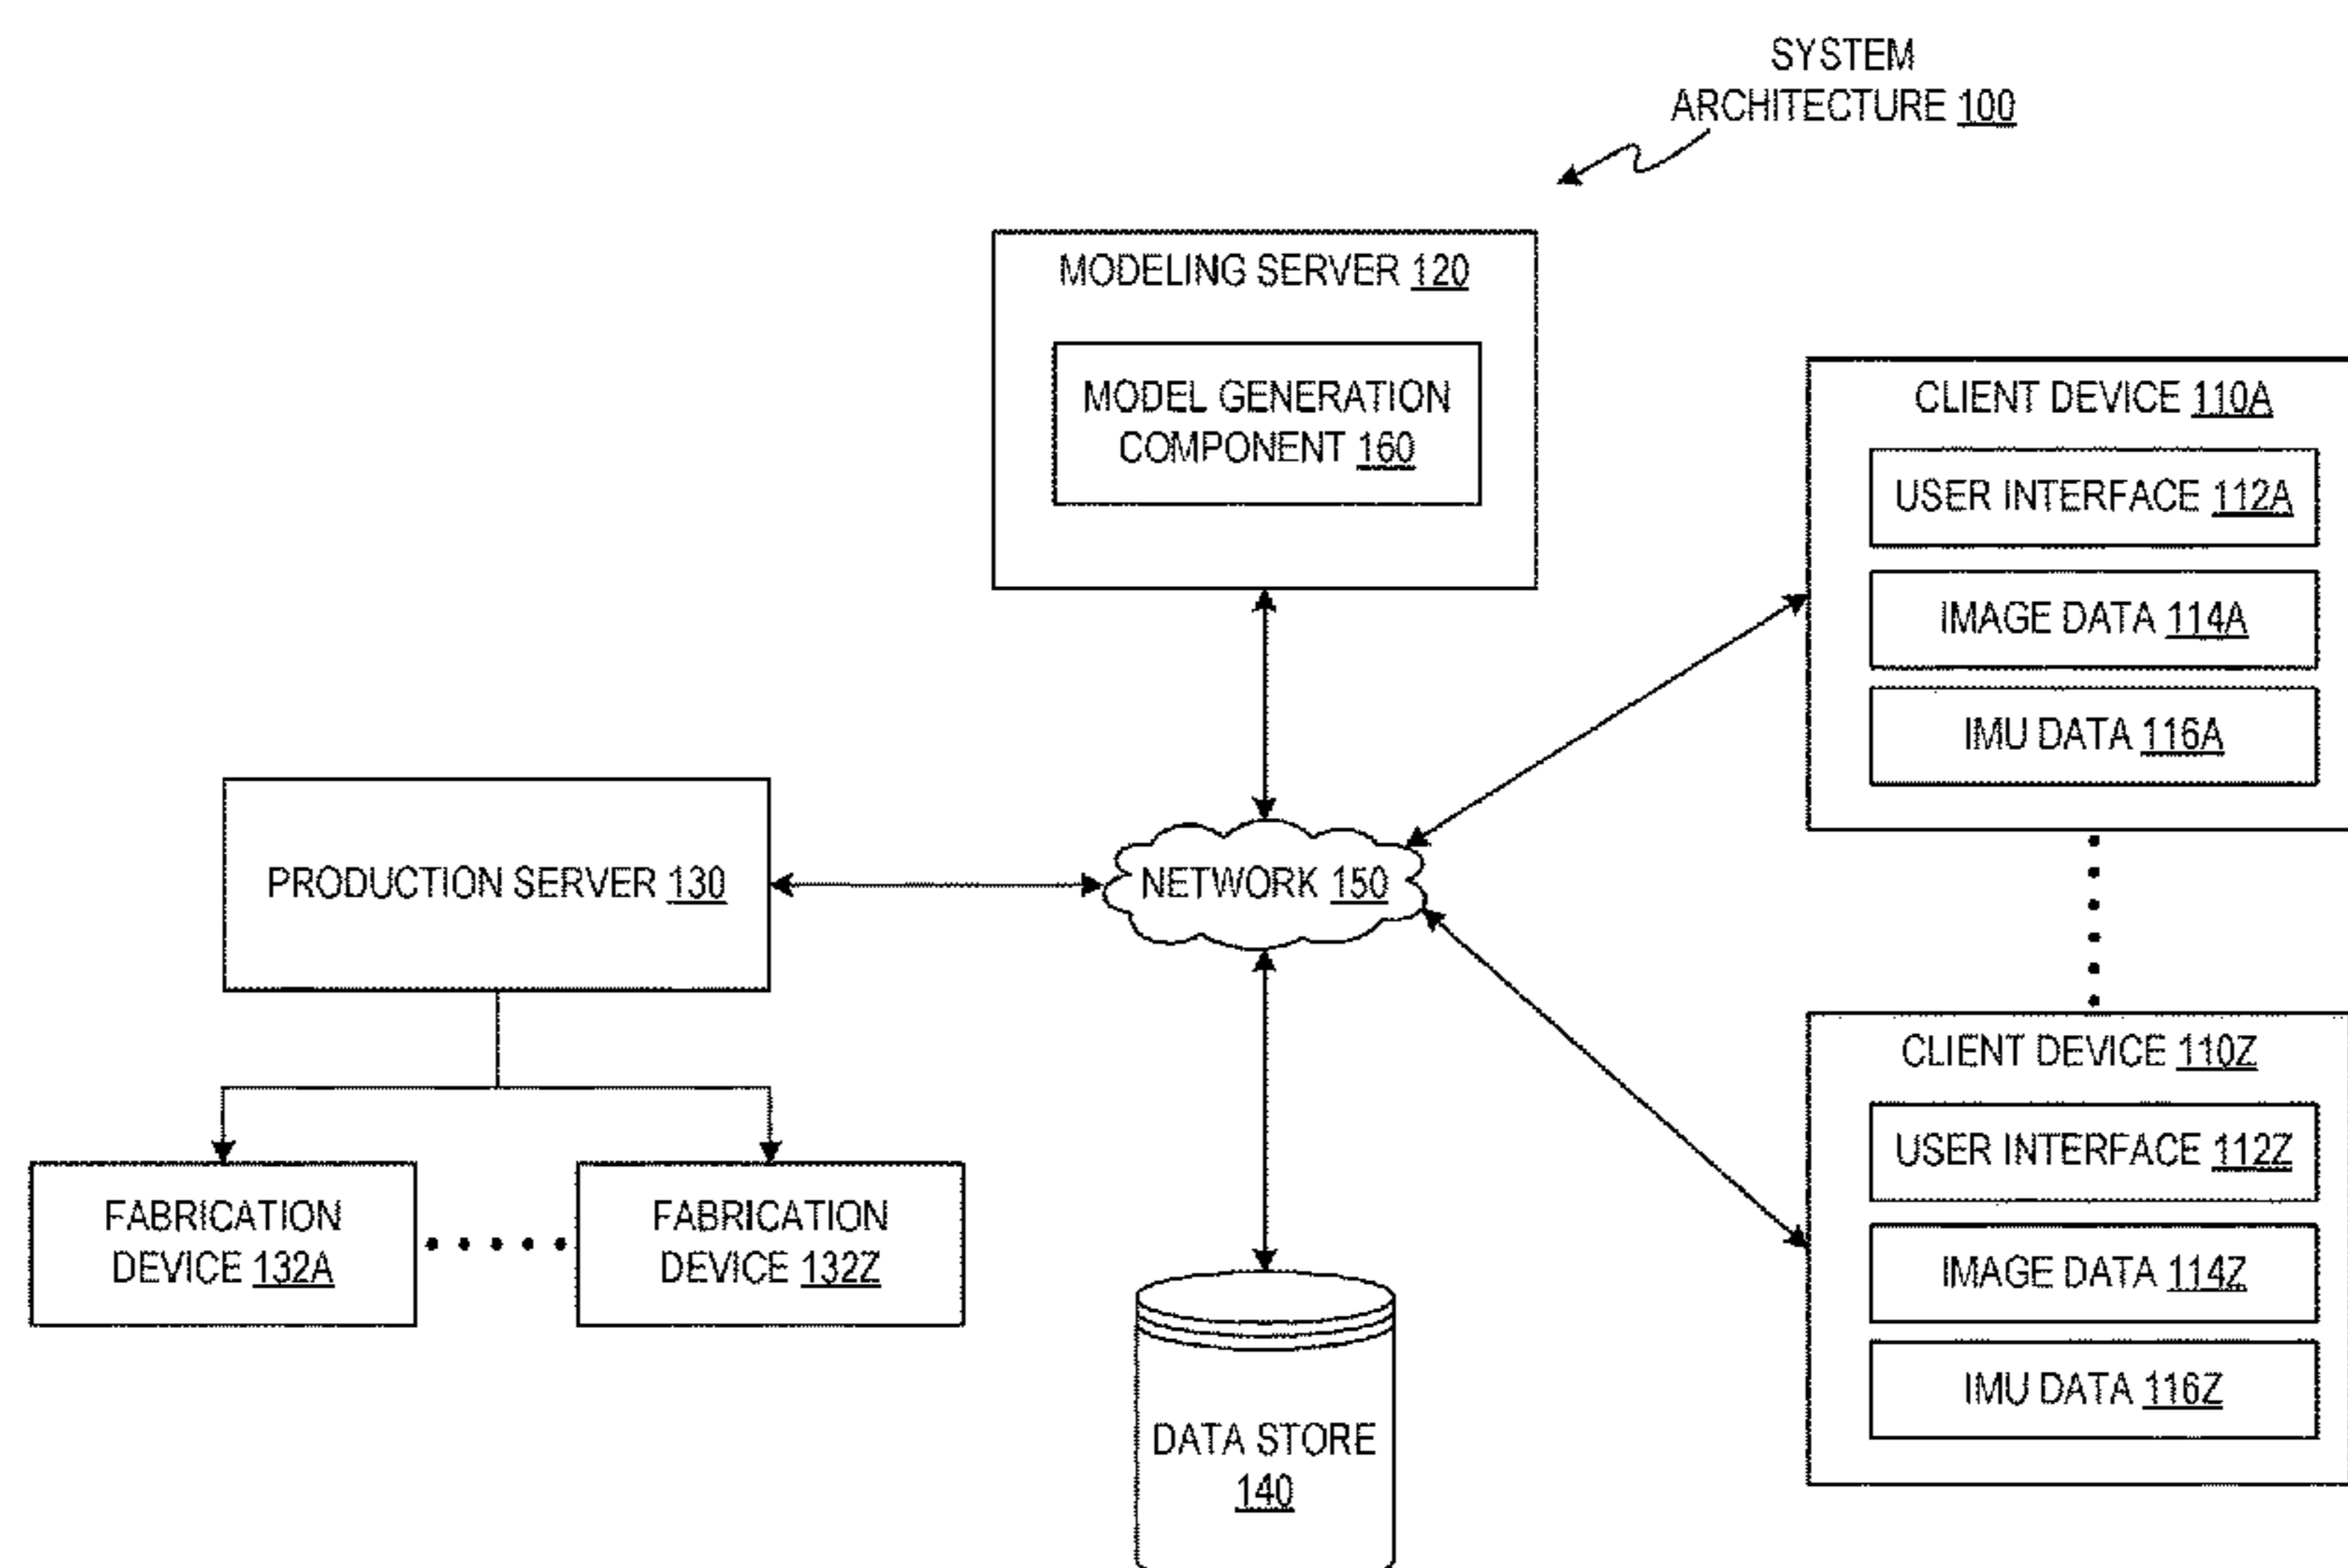 SYSTEM
ARCHITECTURE 100
MODELING SERVER 120
MODEL GENERATION
COMPONENT 160
CLIENT DEVICE 110A
USER INTERFACE 112A
IMAGE DATA 114A
IMU DATA 116A
PRODUCTION SERVER 130
NETWORK 150
CLIENT DEVICE 110Z
USER INTERFACE 112Z
IMAGE DATA 114Z
IMU DATA 116Z
FABRICATION
DEVICE 132A
FABRICATION
DEVICE 132Z
DATA STORE
140